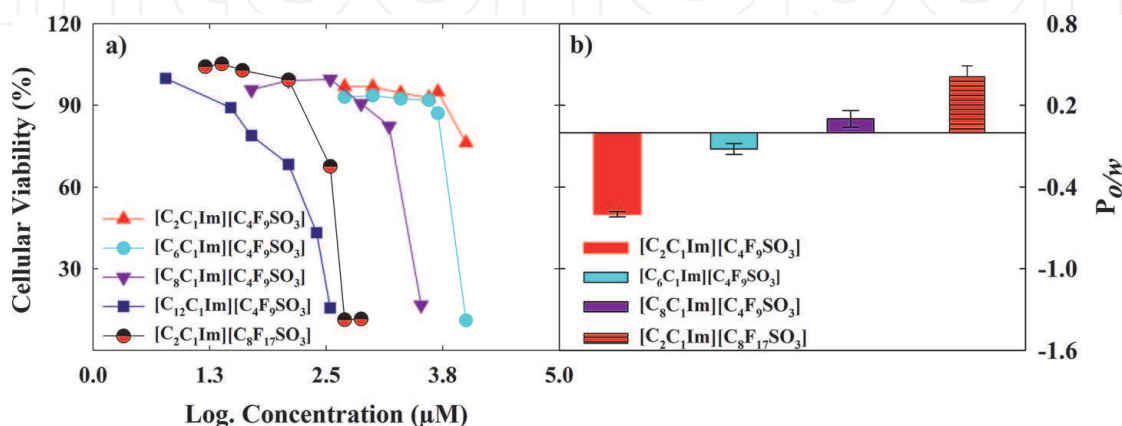 120
90
60
30
Cellular Viability (%)
a)
[C₂C₁Im][C₄F₉SO₃]
[C₆C₁Im][C₄F₉SO₃]
[C₈C₁Im][C₄F₉SO₃]
[C₁₂C₁Im][C₄F₉SO₃]
[C₂C₁Im][C₈F₁₇SO₃]
0.0 1.3 2.5 3.8 5.0
Log. Concentration (µM)
b)
[C₂C₁Im][C₄F₉SO₃]
[C₆C₁Im][C₄F₉SO₃]
[C₈C₁Im][C₄F₉SO₃]
[C₂C₁Im][C₈F₁₇SO₃]
0.8
0.2
-0.4
-1.0
-1.6
Po/w